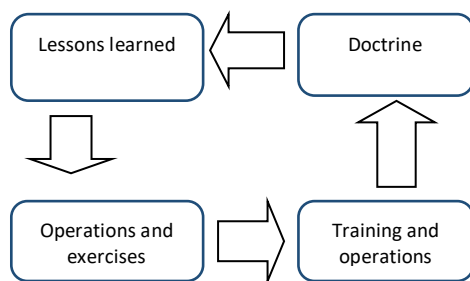 Lessons learned
Doctrine
Operations and
exercises
Training and
operations